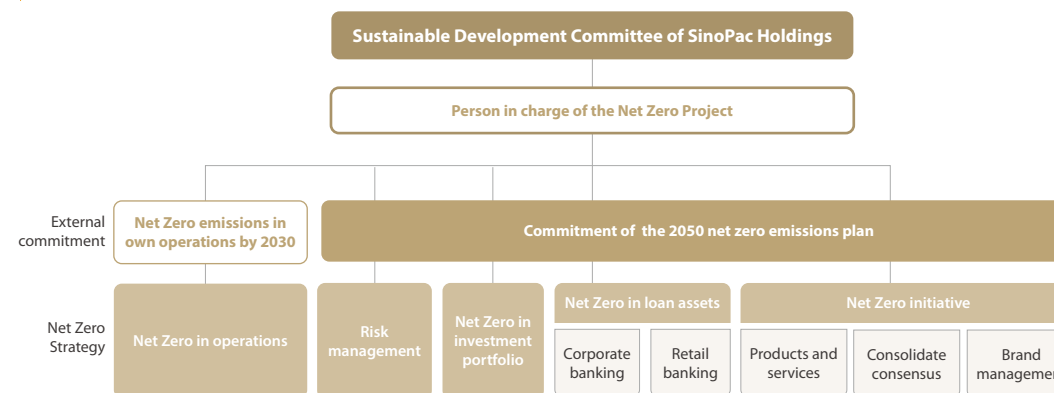 Sustainable Development Committee of SinoPac Holdings
Person in charge of the Net Zero Project
External
commitment
Net Zero emissions in
own operations by 2030
Commitment of the 2050 net zero emissions plan
Net Zero
Strategy
Net Zero in operations
Risk
management
Net Zero in
investment
portfolio
Net Zero in loan assets
Corporate
banking
Retail
banking
Net Zero initiative
Products and
services
Consolidate
consensus
Brand
managemen